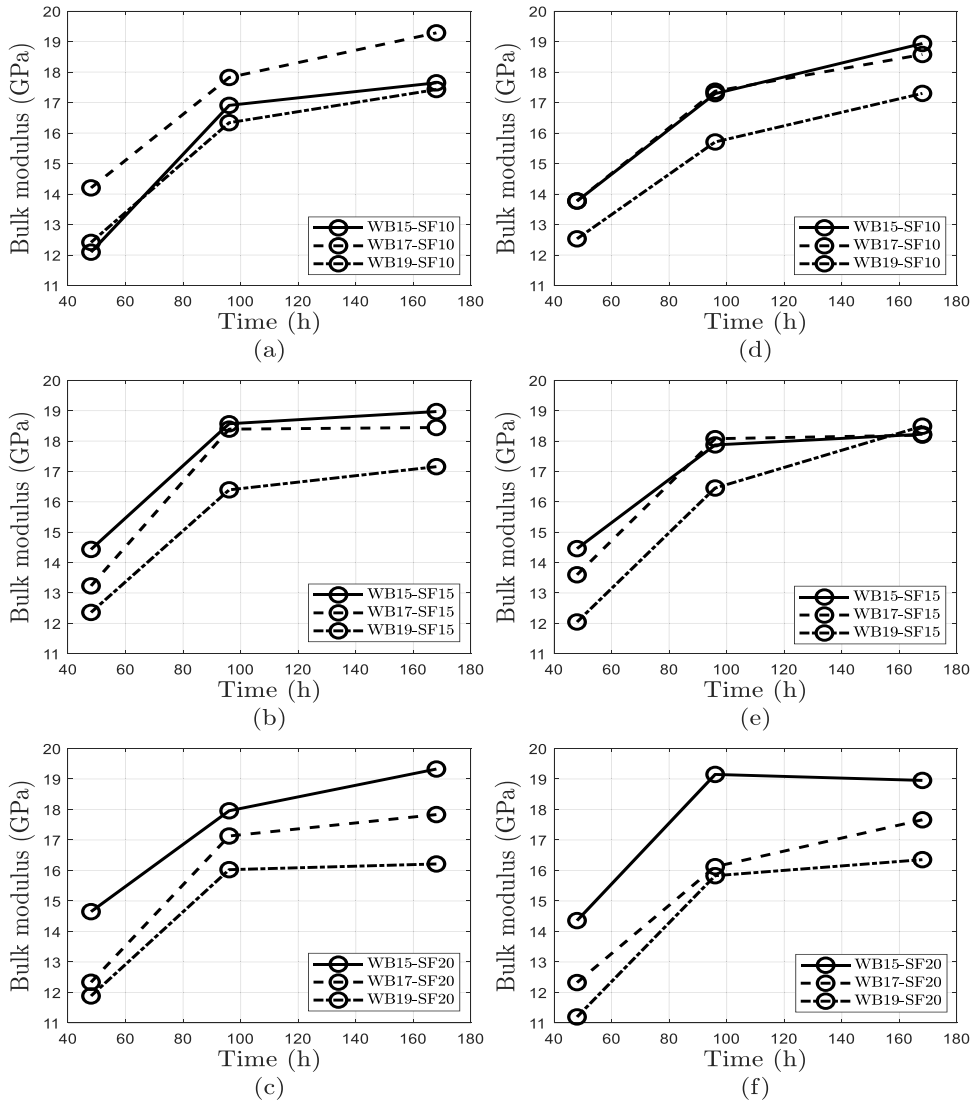 20
19
18
17
16
15
14
13
12
11
Bulk modulus (GPa)
WB15-SF10
WB17-SF10
WB19-SF10
40 60 80 100 120 140 160 180
Time (h)
(a)
20
19
18
17
16
15
14
13
12
11
Bulk modulus (GPa)
WB15-SF10
WB17-SF10
WB19-SF10
40 60 80 100 120 140 160 180
Time (h)
(d)
20
19
18
17
16
15
14
13
12
11
Bulk modulus (GPa)
WB15-SF15
WB17-SF15
WB19-SF15
40 60 80 100 120 140 160 180
Time (h)
(b)
20
19
18
17
16
15
14
13
12
11
Bulk modulus (GPa)
WB15-SF15
WB17-SF15
WB19-SF15
40 60 80 100 120 140 160 180
Time (h)
(e)
20
19
18
17
16
15
14
13
12
11
Bulk modulus (GPa)
WB15-SF20
WB17-SF20
WB19-SF20
40 60 80 100 120 140 160 180
Time (h)
(c)
20
19
18
17
16
15
14
13
12
11
Bulk modulus (GPa)
WB15-SF20
WB17-SF20
WB19-SF20
40 60 80 100 120 140 160 180
Time (h)
(f)